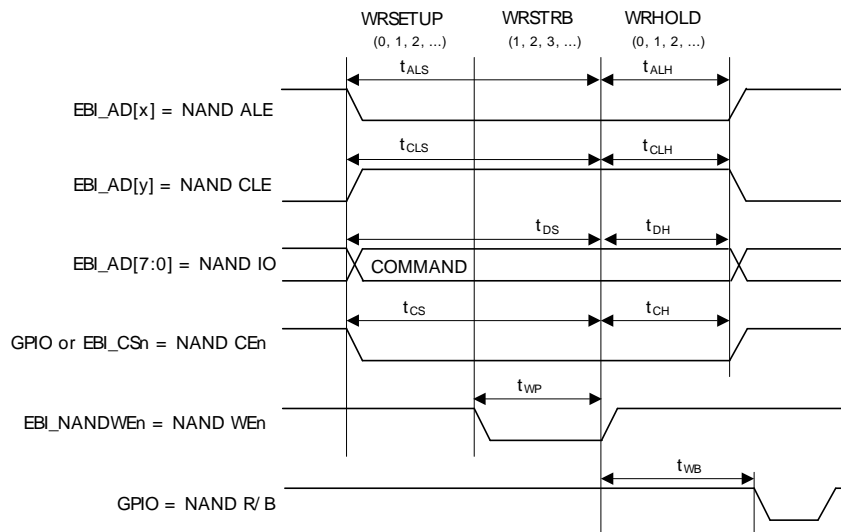 WRSETUP WRSTRB WRHOLD
(0, 1, 2, ...) (1, 2, 3, ...) (0, 1, 2, ...)
tALS tALH
EBI_AD[x] = NAND ALE
tCLS tCLH
EBI_AD[y] = NAND CLE
tDS tDH
EBI_AD[7:0] = NAND IO COMMAND
tCS tCH
GPIO or EBI_CSn = NAND CEn
tWP
EBI_NANDWEn = NAND WEn
tWB
GPIO = NAND R/B